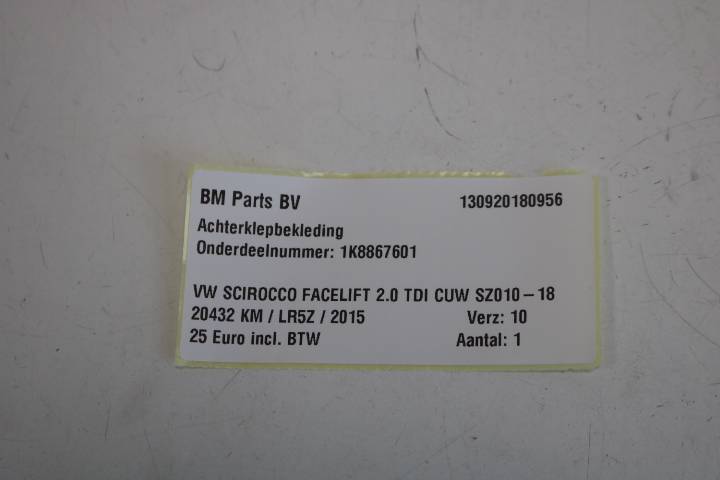 BM Parts BV 130920180956
Achterklepbekleding
Onderdeelnummer: 1K8867601
VW SCIROCCO FACELIFT 2.0 TDI CUW SZ010-18
20432 KM / LR5Z / 2015 Verz: 10
25 Euro incl. BTW Aantal: 1